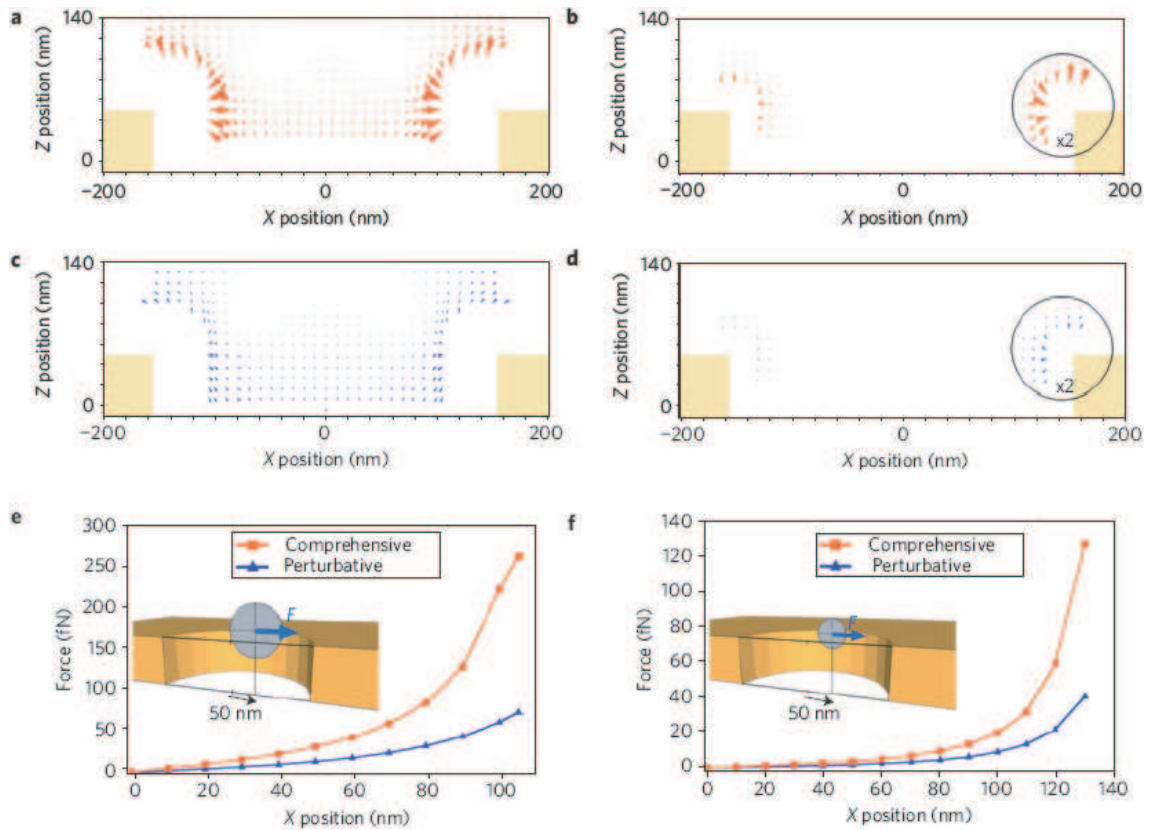 a
140
Z position (nm)
0
−200
0
200
X position (nm)
b
140
Z position (nm)
0
x2
−200
0
200
X position (nm)
c
140
Z position (nm)
0
−200
0
200
X position (nm)
d
140
Z position (nm)
0
x2
−200
0
200
X position (nm)
e
300
250
200
150
100
50
0
Force (fN)
Comprehensive
Perturbative
F
50 nm
0 20 40 60 80 100
X position (nm)
f
140
120
100
80
60
40
20
0
Force (fN)
Comprehensive
Perturbative
F
50 nm
0 20 40 60 80 100 120 140
X position (nm)